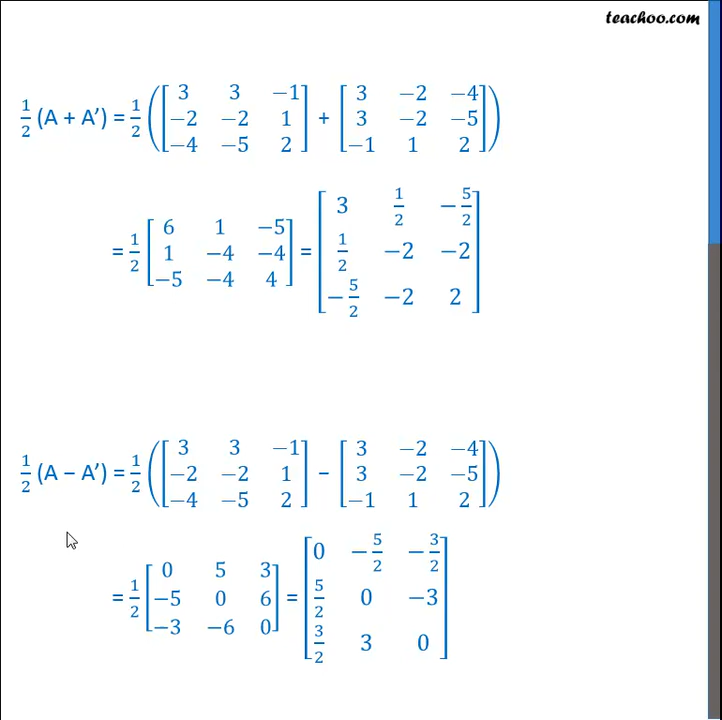 teachoo.com
1/2 (A + A’) = 1/2 ([3 3 −1; −2 −2 1; −4 −5 2] + [3 −2 −4; 3 −2 −5; −1 1 2])
= 1/2 [6 1 −5; 1 −4 −4; −5 −4 4] = [3 1/2 −5/2; 1/2 −2 −2; −5/2 −2 2]
1/2 (A − A’) = 1/2 ([3 3 −1; −2 −2 1; −4 −5 2] − [3 −2 −4; 3 −2 −5; −1 1 2])
= 1/2 [0 5 3; −5 0 6; −3 −6 0] = [0 −5/2 −3/2; 5/2 0 −3; 3/2 3 0]